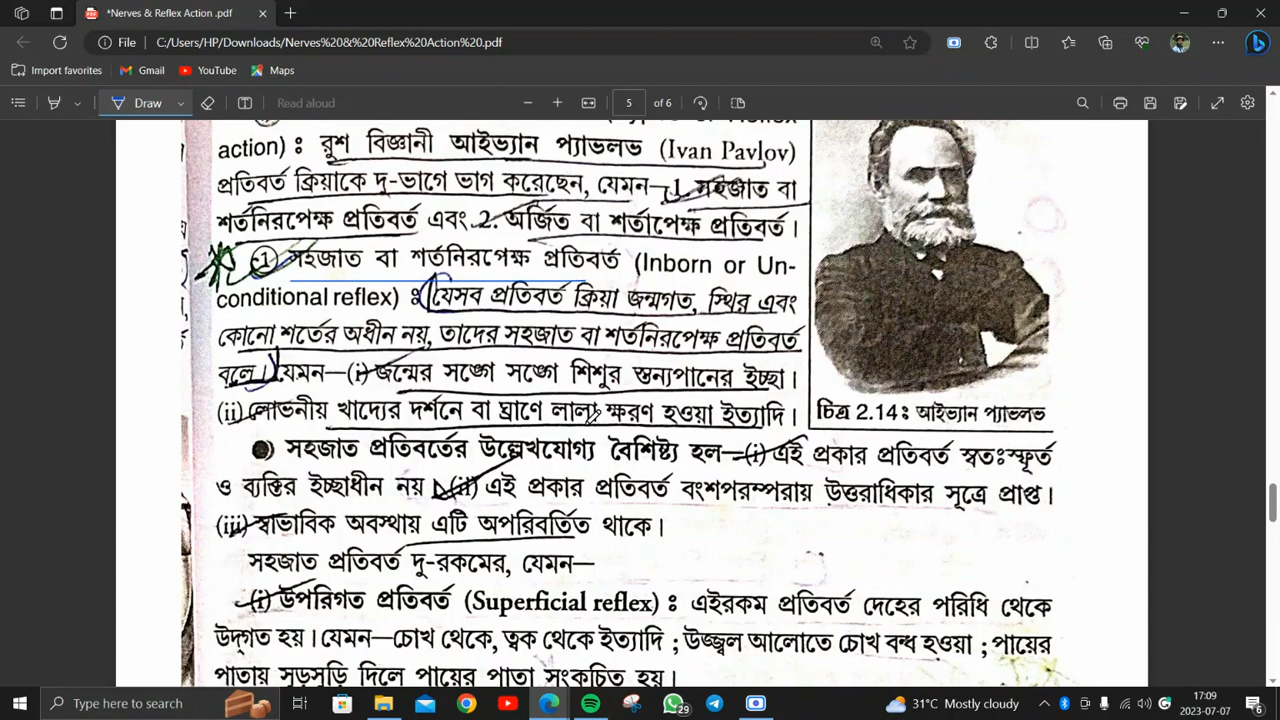 *Nerves & Reflex Action .pdf
File C:/Users/HP/Downloads/Nerves%20&%20Reflex%20Action%20.pdf
Import favorites Gmail YouTube Maps
Draw Read aloud 5 of 6
action) : রুশ বিজ্ঞানী আইভ্যান প্যাভলভ (Ivan Pavlov)
প্রতিবর্ত ক্রিয়াকে দু-ভাগে ভাগ করেছেন, যেমন—1. সহজাত বা
শর্তনিরপেক্ষ প্রতিবর্ত এবং 2. অর্জিত বা শর্তাপেক্ষ প্রতিবর্ত।
1 সহজাত বা শর্তনিরপেক্ষ প্রতিবর্ত (Inborn or Un-
conditional reflex) : যেসব প্রতিবর্ত ক্রিয়া জন্মগত, স্থির এবং
কোনো শর্তের অধীন নয়, তাদের সহজাত বা শর্তনিরপেক্ষ প্রতিবর্ত
বলে। যেমন—(i) জন্মের সঙ্গে সঙ্গে শিশুর স্তন্যপানের ইচ্ছা।
(ii) লোভনীয় খাদ্যের দর্শনে বা ঘ্রাণে লালা ক্ষরণ হওয়া ইত্যাদি।
চিত্র 2.14 : আইভ্যান প্যাভলভ
সহজাত প্রতিবর্তের উল্লেখযোগ্য বৈশিষ্ট্য হল—(i) এই প্রকার প্রতিবর্ত স্বতঃস্ফূর্ত
ও ব্যক্তির ইচ্ছাধীন নয়। (ii) এই প্রকার প্রতিবর্ত বংশপরম্পরায় উত্তরাধিকার সূত্রে প্রাপ্ত।
(iii) স্বাভাবিক অবস্থায় এটি অপরিবর্তিত থাকে।
সহজাত প্রতিবর্ত দু-রকমের, যেমন—
(i) উপরিগত প্রতিবর্ত (Superficial reflex) : এইরকম প্রতিবর্ত দেহের পরিধি থেকে
উদ্‌গত হয়। যেমন—চোখ থেকে, ত্বক থেকে ইত্যাদি ; উজ্জ্বল আলোতে চোখ বন্ধ হওয়া ; পায়ের
পাতায় সুড়সুড়ি দিলে পায়ের পাতা সংকুচিত হয়।
Type here to search 29 31°C Mostly cloudy 17:09
2023-07-07 6